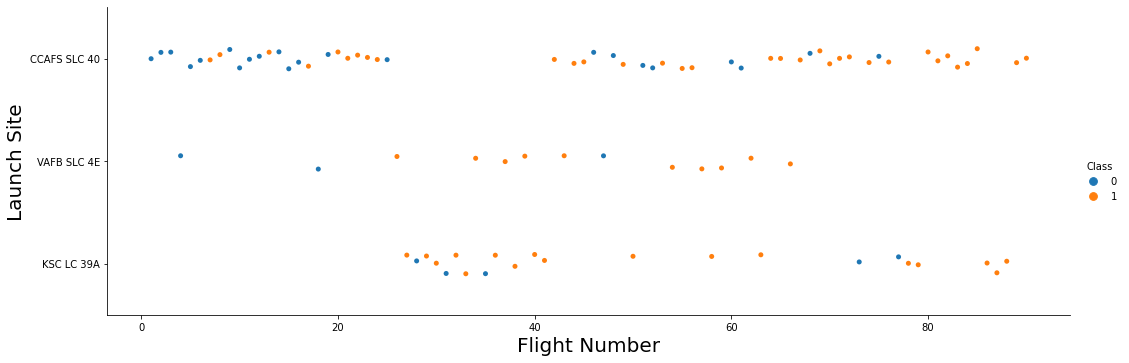 CCAFS SLC 40
VAFB SLC 4E
KSC LC 39A
Launch Site
0 20 40 60 80
Flight Number
Class
0
1